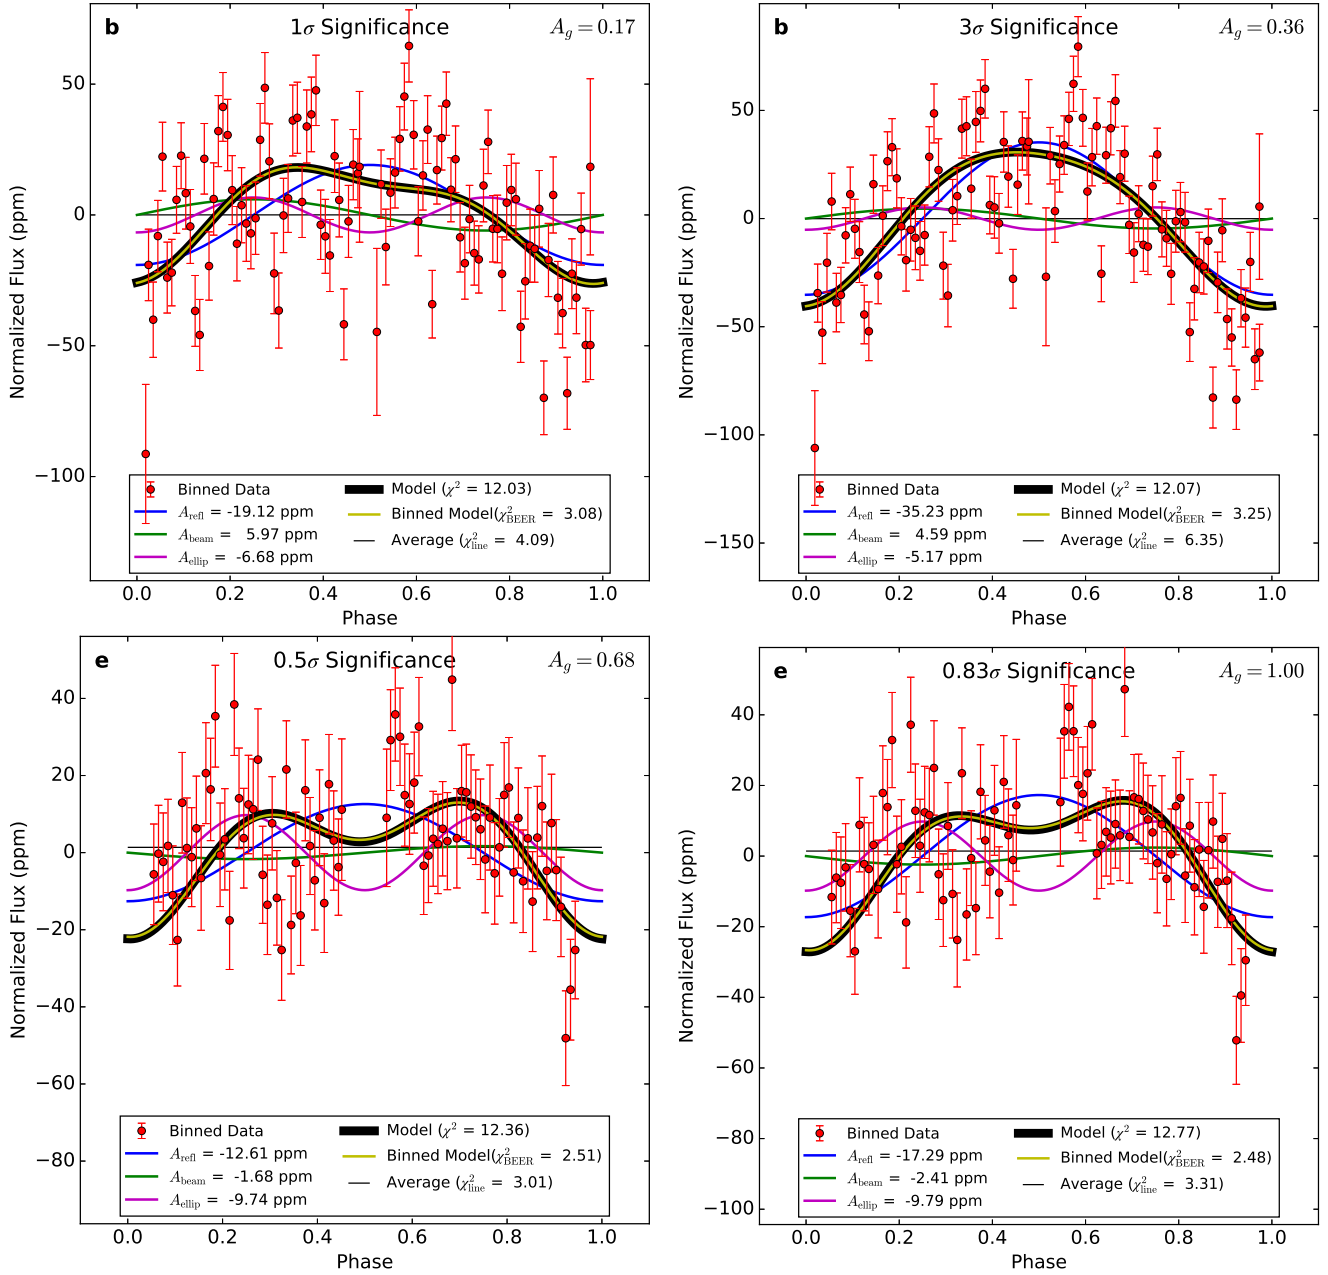 b 1σ Significance A_g = 0.17
50
0
−50
−100
Normalized Flux (ppm)
Binned Data
A_refl = -19.12 ppm
A_beam = 5.97 ppm
A_ellip = -6.68 ppm
Model (χ² = 12.03)
Binned Model(χ²_BEER = 3.08)
Average (χ²_line = 4.09)
0.0 0.2 0.4 0.6 0.8 1.0
Phase
b 3σ Significance A_g = 0.36
50
0
−50
−100
−150
Normalized Flux (ppm)
Binned Data
A_refl = -35.23 ppm
A_beam = 4.59 ppm
A_ellip = -5.17 ppm
Model (χ² = 12.07)
Binned Model(χ²_BEER = 3.25)
Average (χ²_line = 6.35)
0.0 0.2 0.4 0.6 0.8 1.0
Phase
e 0.5σ Significance A_g = 0.68
40
20
0
−20
−40
−60
−80
Normalized Flux (ppm)
Binned Data
A_refl = -12.61 ppm
A_beam = -1.68 ppm
A_ellip = -9.74 ppm
Model (χ² = 12.36)
Binned Model(χ²_BEER = 2.51)
Average (χ²_line = 3.01)
0.0 0.2 0.4 0.6 0.8 1.0
Phase
e 0.83σ Significance A_g = 1.00
40
20
0
−20
−40
−60
−80
−100
Normalized Flux (ppm)
Binned Data
A_refl = -17.29 ppm
A_beam = -2.41 ppm
A_ellip = -9.79 ppm
Model (χ² = 12.77)
Binned Model(χ²_BEER = 2.48)
Average (χ²_line = 3.31)
0.0 0.2 0.4 0.6 0.8 1.0
Phase